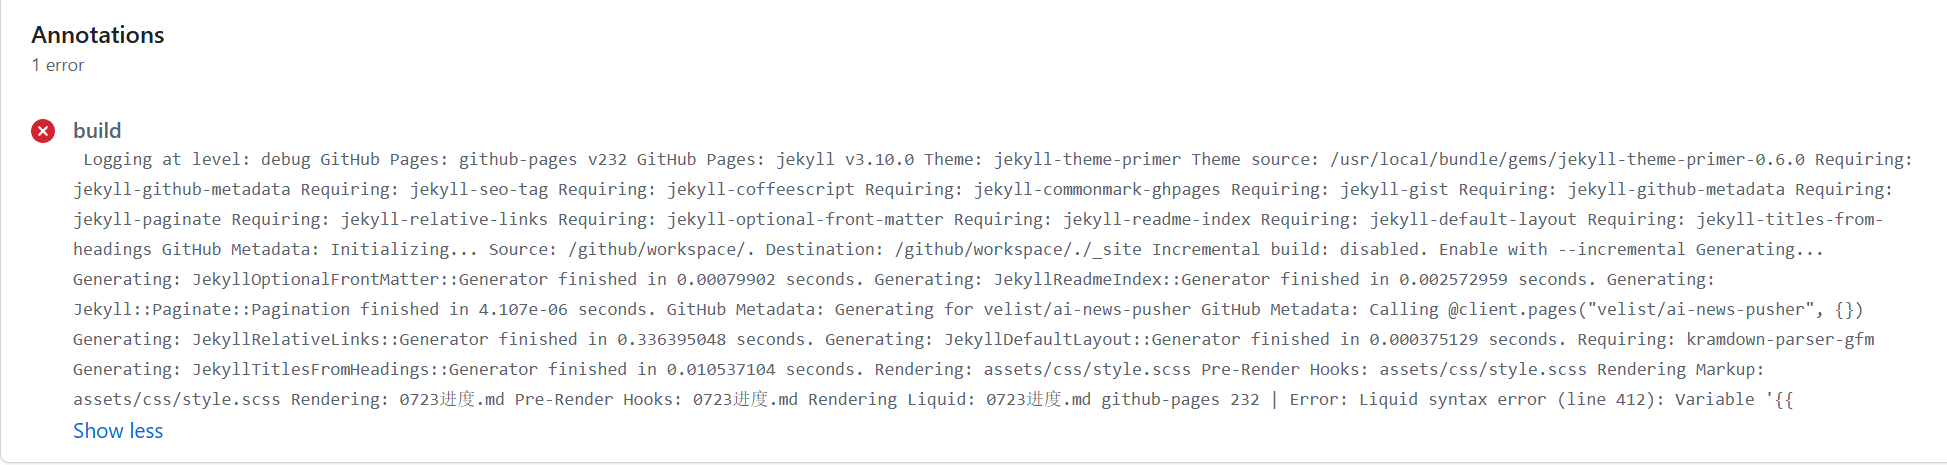 Annotations
1 error
build
Logging at level: debug GitHub Pages: github-pages v232 GitHub Pages: jekyll v3.10.0 Theme: jekyll-theme-primer Theme source: /usr/local/bundle/gems/jekyll-theme-primer-0.6.0 Requiring:
jekyll-github-metadata Requiring: jekyll-seo-tag Requiring: jekyll-coffeescript Requiring: jekyll-commonmark-ghpages Requiring: jekyll-gist Requiring: jekyll-github-metadata Requiring:
jekyll-paginate Requiring: jekyll-relative-links Requiring: jekyll-optional-front-matter Requiring: jekyll-readme-index Requiring: jekyll-default-layout Requiring: jekyll-titles-from-
headings GitHub Metadata: Initializing... Source: /github/workspace/. Destination: /github/workspace/./_site Incremental build: disabled. Enable with --incremental Generating...
Generating: JekyllOptionalFrontMatter::Generator finished in 0.00079902 seconds. Generating: JekyllReadmeIndex::Generator finished in 0.002572959 seconds. Generating:
Jekyll::Paginate::Pagination finished in 4.107e-06 seconds. GitHub Metadata: Generating for velist/ai-news-pusher GitHub Metadata: Calling @client.pages("velist/ai-news-pusher", {})
Generating: JekyllRelativeLinks::Generator finished in 0.336395048 seconds. Generating: JekyllDefaultLayout::Generator finished in 0.000375129 seconds. Requiring: kramdown-parser-gfm
Generating: JekyllTitlesFromHeadings::Generator finished in 0.010537104 seconds. Rendering: assets/css/style.scss Pre-Render Hooks: assets/css/style.scss Rendering Markup:
assets/css/style.scss Rendering: 0723进度.md Pre-Render Hooks: 0723进度.md Rendering Liquid: 0723进度.md github-pages 232 | Error: Liquid syntax error (line 412): Variable '{{
Show less